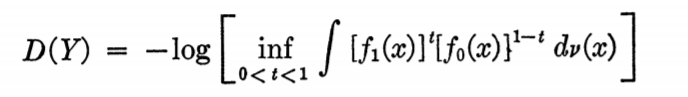 D(Y) = −log[ inf_{0<t<1} ∫ [f₁(x)]ᵗ[f₀(x)}¹⁻ᵗ dν(x) ]